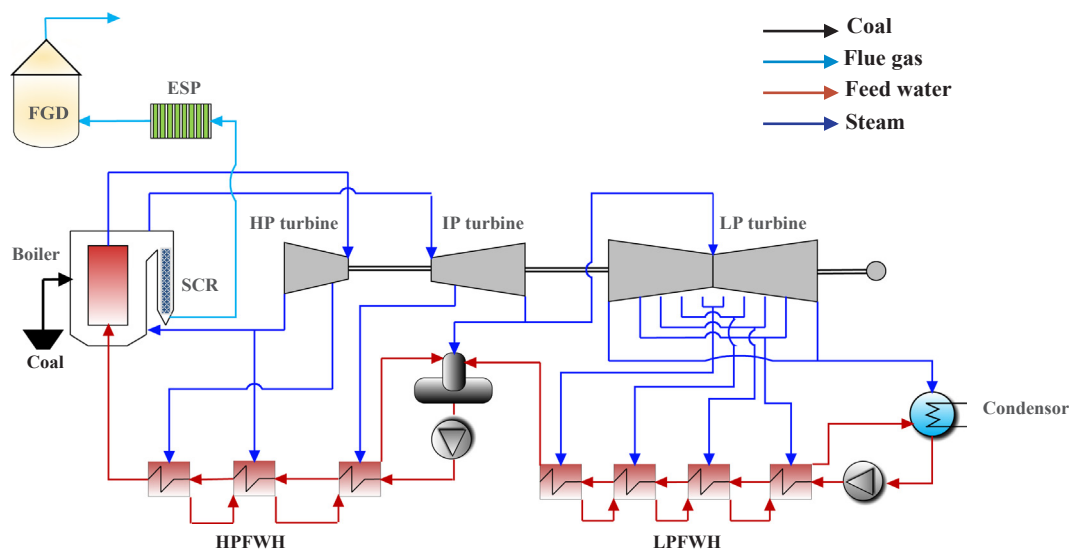 Coal
Flue gas
Feed water
Steam
ESP
FGD
HP turbine
IP turbine
LP turbine
Boiler
SCR
Coal
Condensor
HPFWH
LPFWH